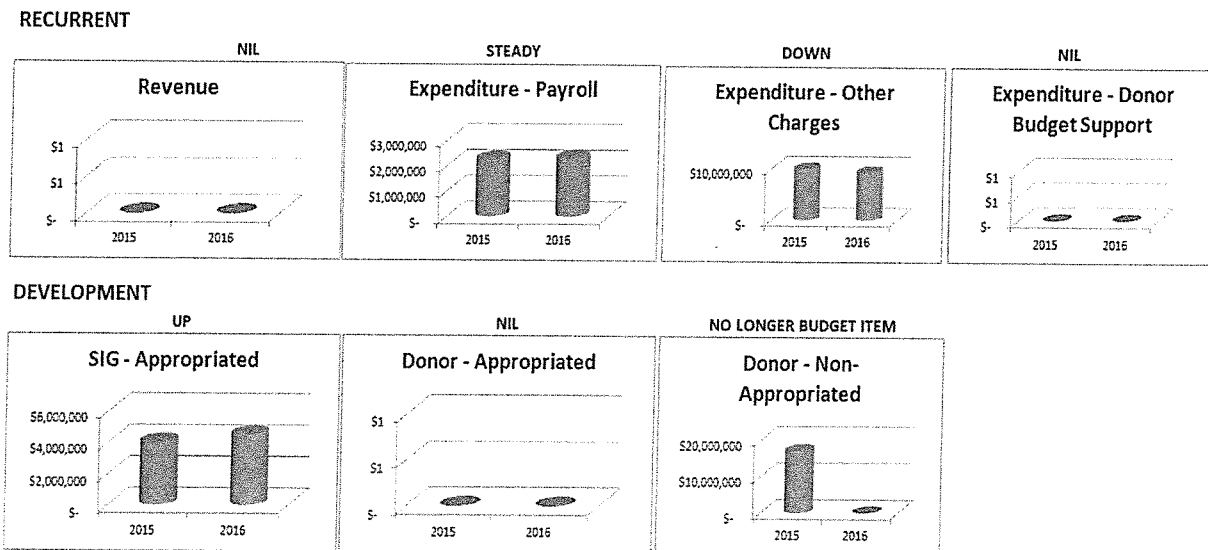 RECURRENT
NIL
Revenue
$1
$1
$-
2015 2016
STEADY
Expenditure - Payroll
$3,000,000
$2,000,000
$1,000,000
$-
2015 2016
DOWN
Expenditure - Other
Charges
$10,000,000
$-
2015 2016
NIL
Expenditure - Donor
Budget Support
$1
$1
$-
2015 2016
DEVELOPMENT
UP
SIG - Appropriated
$6,000,000
$4,000,000
$2,000,000
$-
2015 2016
NIL
Donor - Appropriated
$1
$1
$-
2015 2016
NO LONGER BUDGET ITEM
Donor - Non-
Appropriated
$20,000,000
$10,000,000
$-
2015 2016